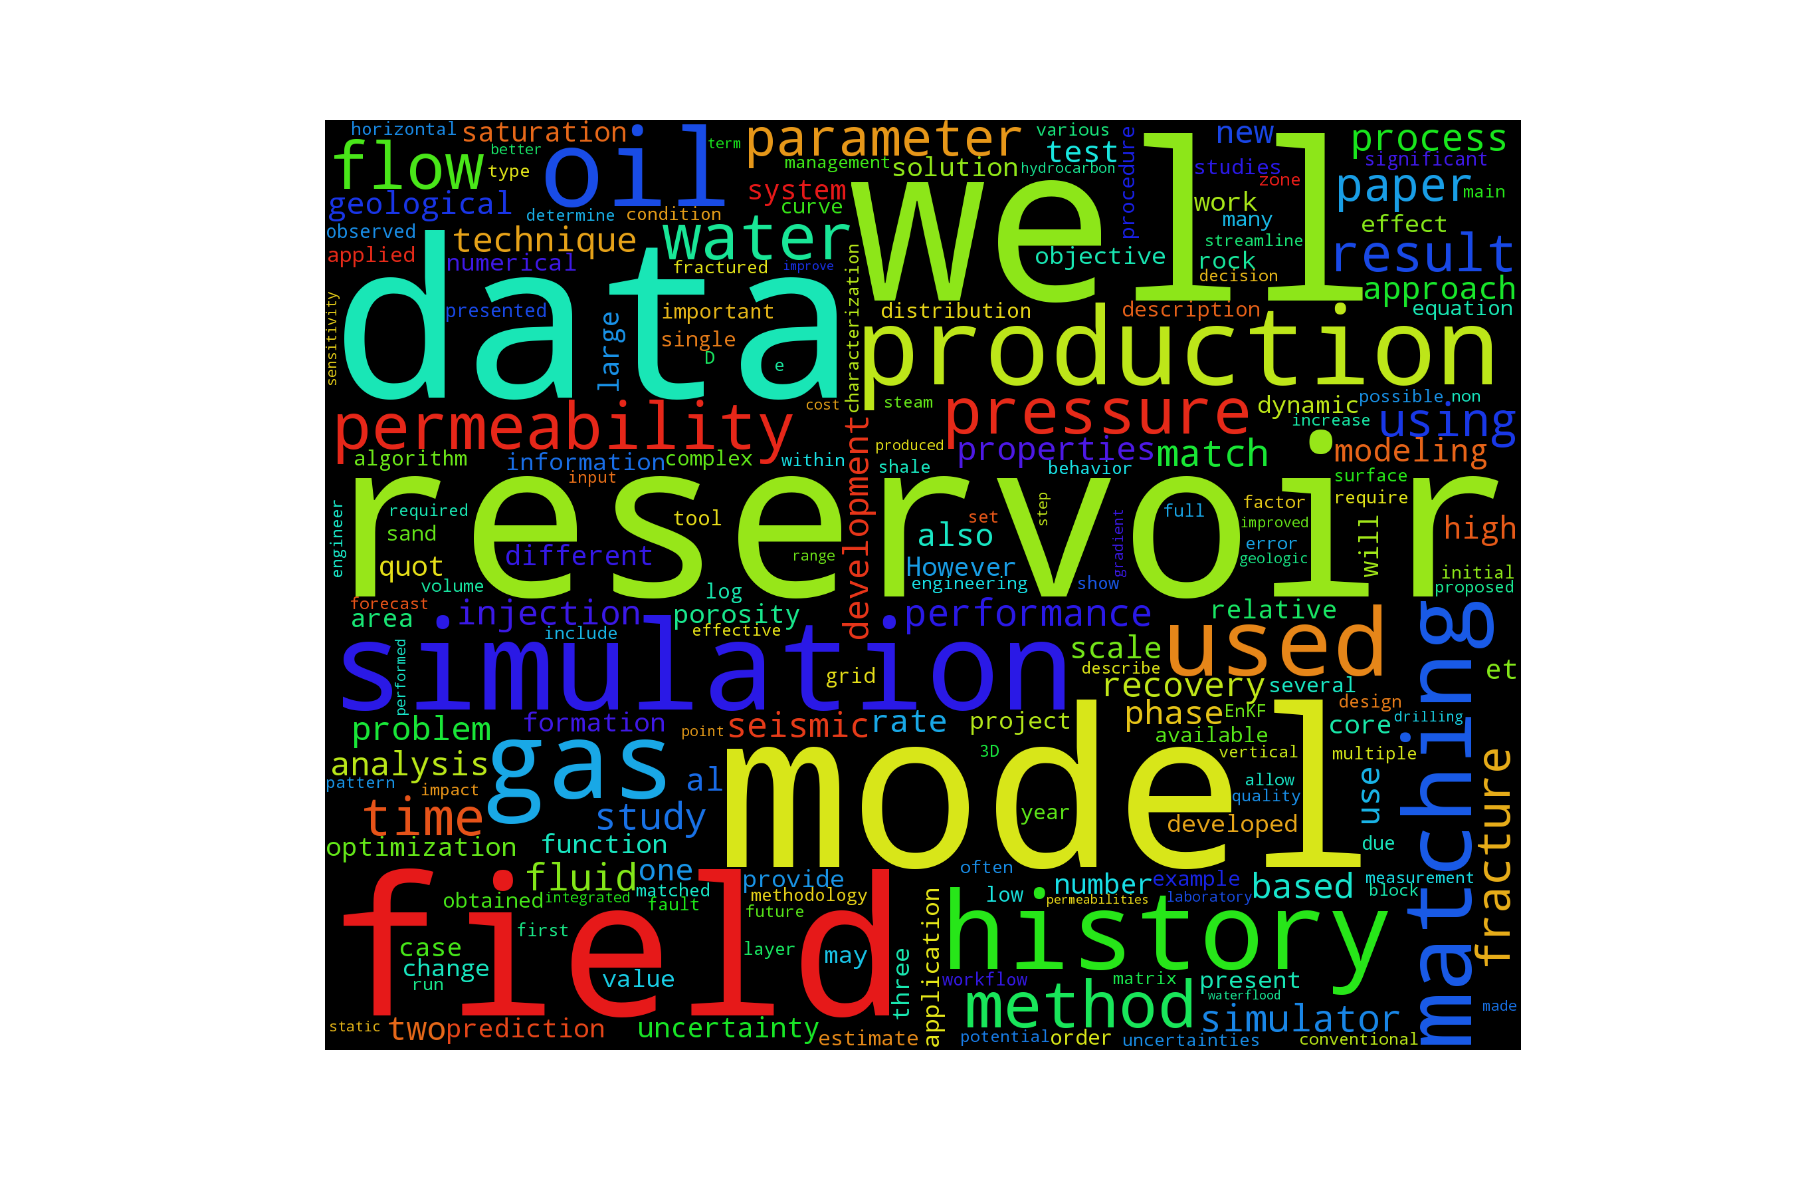 horizontal
saturation
oil
term
parameter
various
procedure
new
process
flow
better
type
management
solution
test
hydrocarbon
studies
significant
geological
determine
condition
system
curve
well
zone
paper
main
observed
technique
water
work
many
effect
applied
numerical
data
fractured
improve
characterization
objective
streamline
rock
decision
result
approach
sensitivity
presented
large
important
single
D
e
distribution
description
equation
production
permeability
cost
steam
pressure
dynamic
possible
non
increase
using
algorithm
information
complex
within
development
produced
properties
match
modeling
input
shale
behavior
surface
reservoir
engineer
required
sand
tool
set
step
gradient
full
factor
require
improved
high
different
range
also
However
error
geologic
will
quot
volume
log
engineering
show
initial
proposed
forecast
area
injection
porosity
performance
relative
include
effective
simulation
used
matching
performed
grid
scale
describe
recovery
several
et
problem
formation
point
seismic
rate
project
phase
EnKF
design
core
drilling
available
analysis
gas
3D
vertical
multiple
fracture
pattern
impact
al
model
allow
quality
use
time
study
year
developed
due
optimization
function
fluid
one
provide
often
number
example
based
measurement
block
obtained
integrated
matched
fault
methodology
future
low
permeabilities
laboratory
field
first
case
change
run
value
layer
may
three
application
history
workflow
matrix
present
waterflood
method
simulator
made
static
two
prediction
uncertainty
estimate
potential
order
uncertainties
conventional